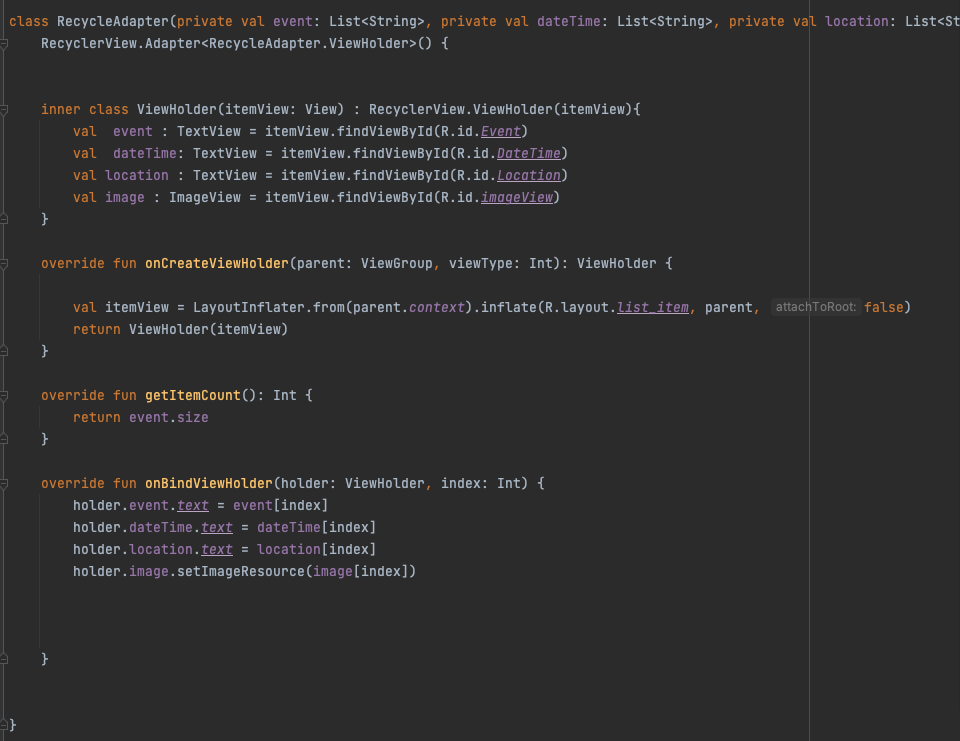 class RecycleAdapter(private val event: List<String>, private val dateTime: List<String>, private val location: List<St
    RecyclerView.Adapter<RecycleAdapter.ViewHolder>() {
    inner class ViewHolder(itemView: View) : RecyclerView.ViewHolder(itemView){
        val  event : TextView = itemView.findViewById(R.id.Event)
        val  dateTime: TextView = itemView.findViewById(R.id.DateTime)
        val location : TextView = itemView.findViewById(R.id.Location)
        val image : ImageView = itemView.findViewById(R.id.imageView)
    }
    override fun onCreateViewHolder(parent: ViewGroup, viewType: Int): ViewHolder {
        val itemView = LayoutInflater.from(parent.context).inflate(R.layout.list_item, parent, attachToRoot: false)
        return ViewHolder(itemView)
    }
    override fun getItemCount(): Int {
        return event.size
    }
    override fun onBindViewHolder(holder: ViewHolder, index: Int) {
        holder.event.text = event[index]
        holder.dateTime.text = dateTime[index]
        holder.location.text = location[index]
        holder.image.setImageResource(image[index])
    }
}